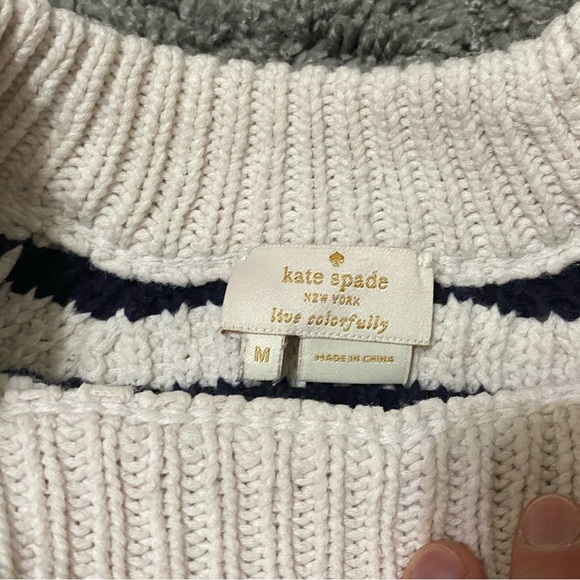 kate spade
NEW YORK
live colorfully
M
MADE IN CHINA